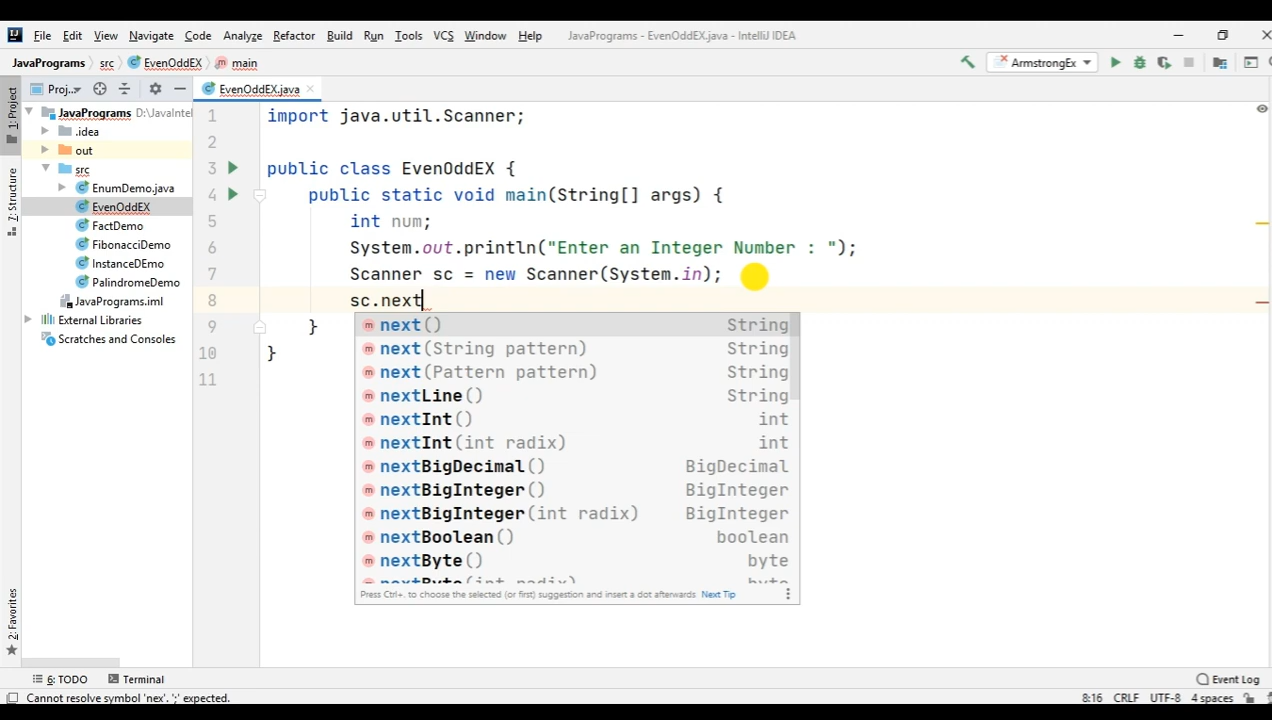 File Edit View Navigate Code Analyze Refactor Build Run Tools VCS Window Help JavaPrograms - EvenOddEX.java - IntelliJ IDEA
JavaPrograms src EvenOddEX main ArmstrongEx
1: Project
Proj...
EvenOddEX.java
JavaPrograms D:\JavaIntel
.idea
out
src
EnumDemo.java
EvenOddEX
FactDemo
FibonacciDemo
InstanceDEmo
PalindromeDemo
JavaPrograms.iml
External Libraries
Scratches and Consoles
7: Structure
2: Favorites
1 import java.util.Scanner;
2
3 public class EvenOddEX {
4 public static void main(String[] args) {
5 int num;
6 System.out.println("Enter an Integer Number : ");
7 Scanner sc = new Scanner(System.in);
8 sc.next
9 }
10 }
11
next() String
next(String pattern) String
next(Pattern pattern) String
nextLine() String
nextInt() int
nextInt(int radix) int
nextBigDecimal() BigDecimal
nextBigInteger() BigInteger
nextBigInteger(int radix) BigInteger
nextBoolean() boolean
nextByte() byte
nextByte(int radix) byte
Press Ctrl+. to choose the selected (or first) suggestion and insert a dot afterwards Next Tip
6: TODO Terminal Event Log
Cannot resolve symbol 'nex'. ';' expected. 8:16 CRLF UTF-8 4 spaces